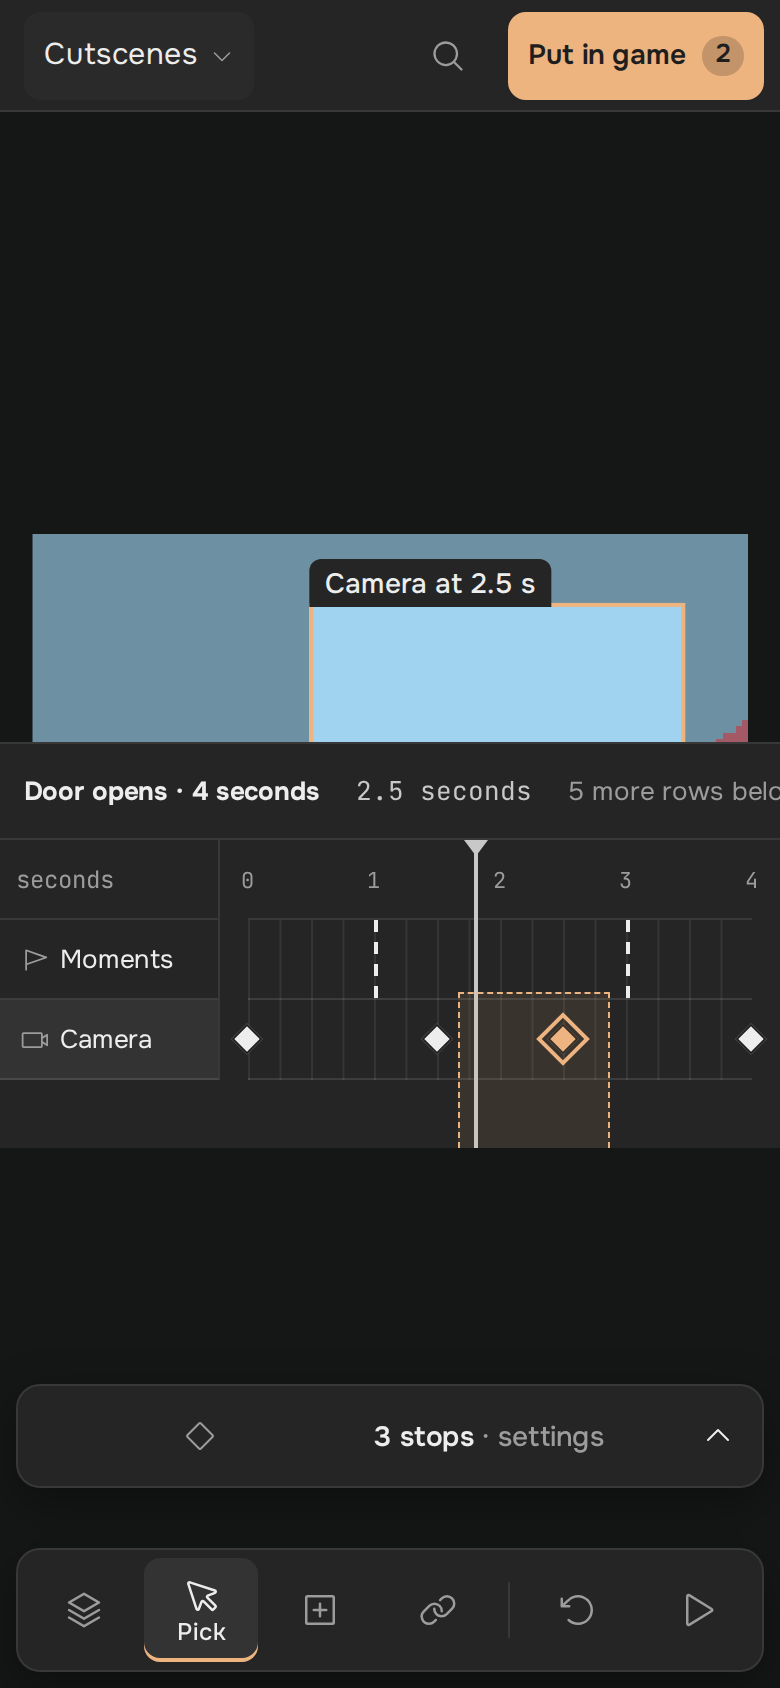 Cutscenes
Put in game 2
Camera at 2.5 s
Door opens · 4 seconds 2.5 seconds 5 more rows belo
seconds 0 1 2 3 4
Moments
Camera
3 stops · settings
Pick